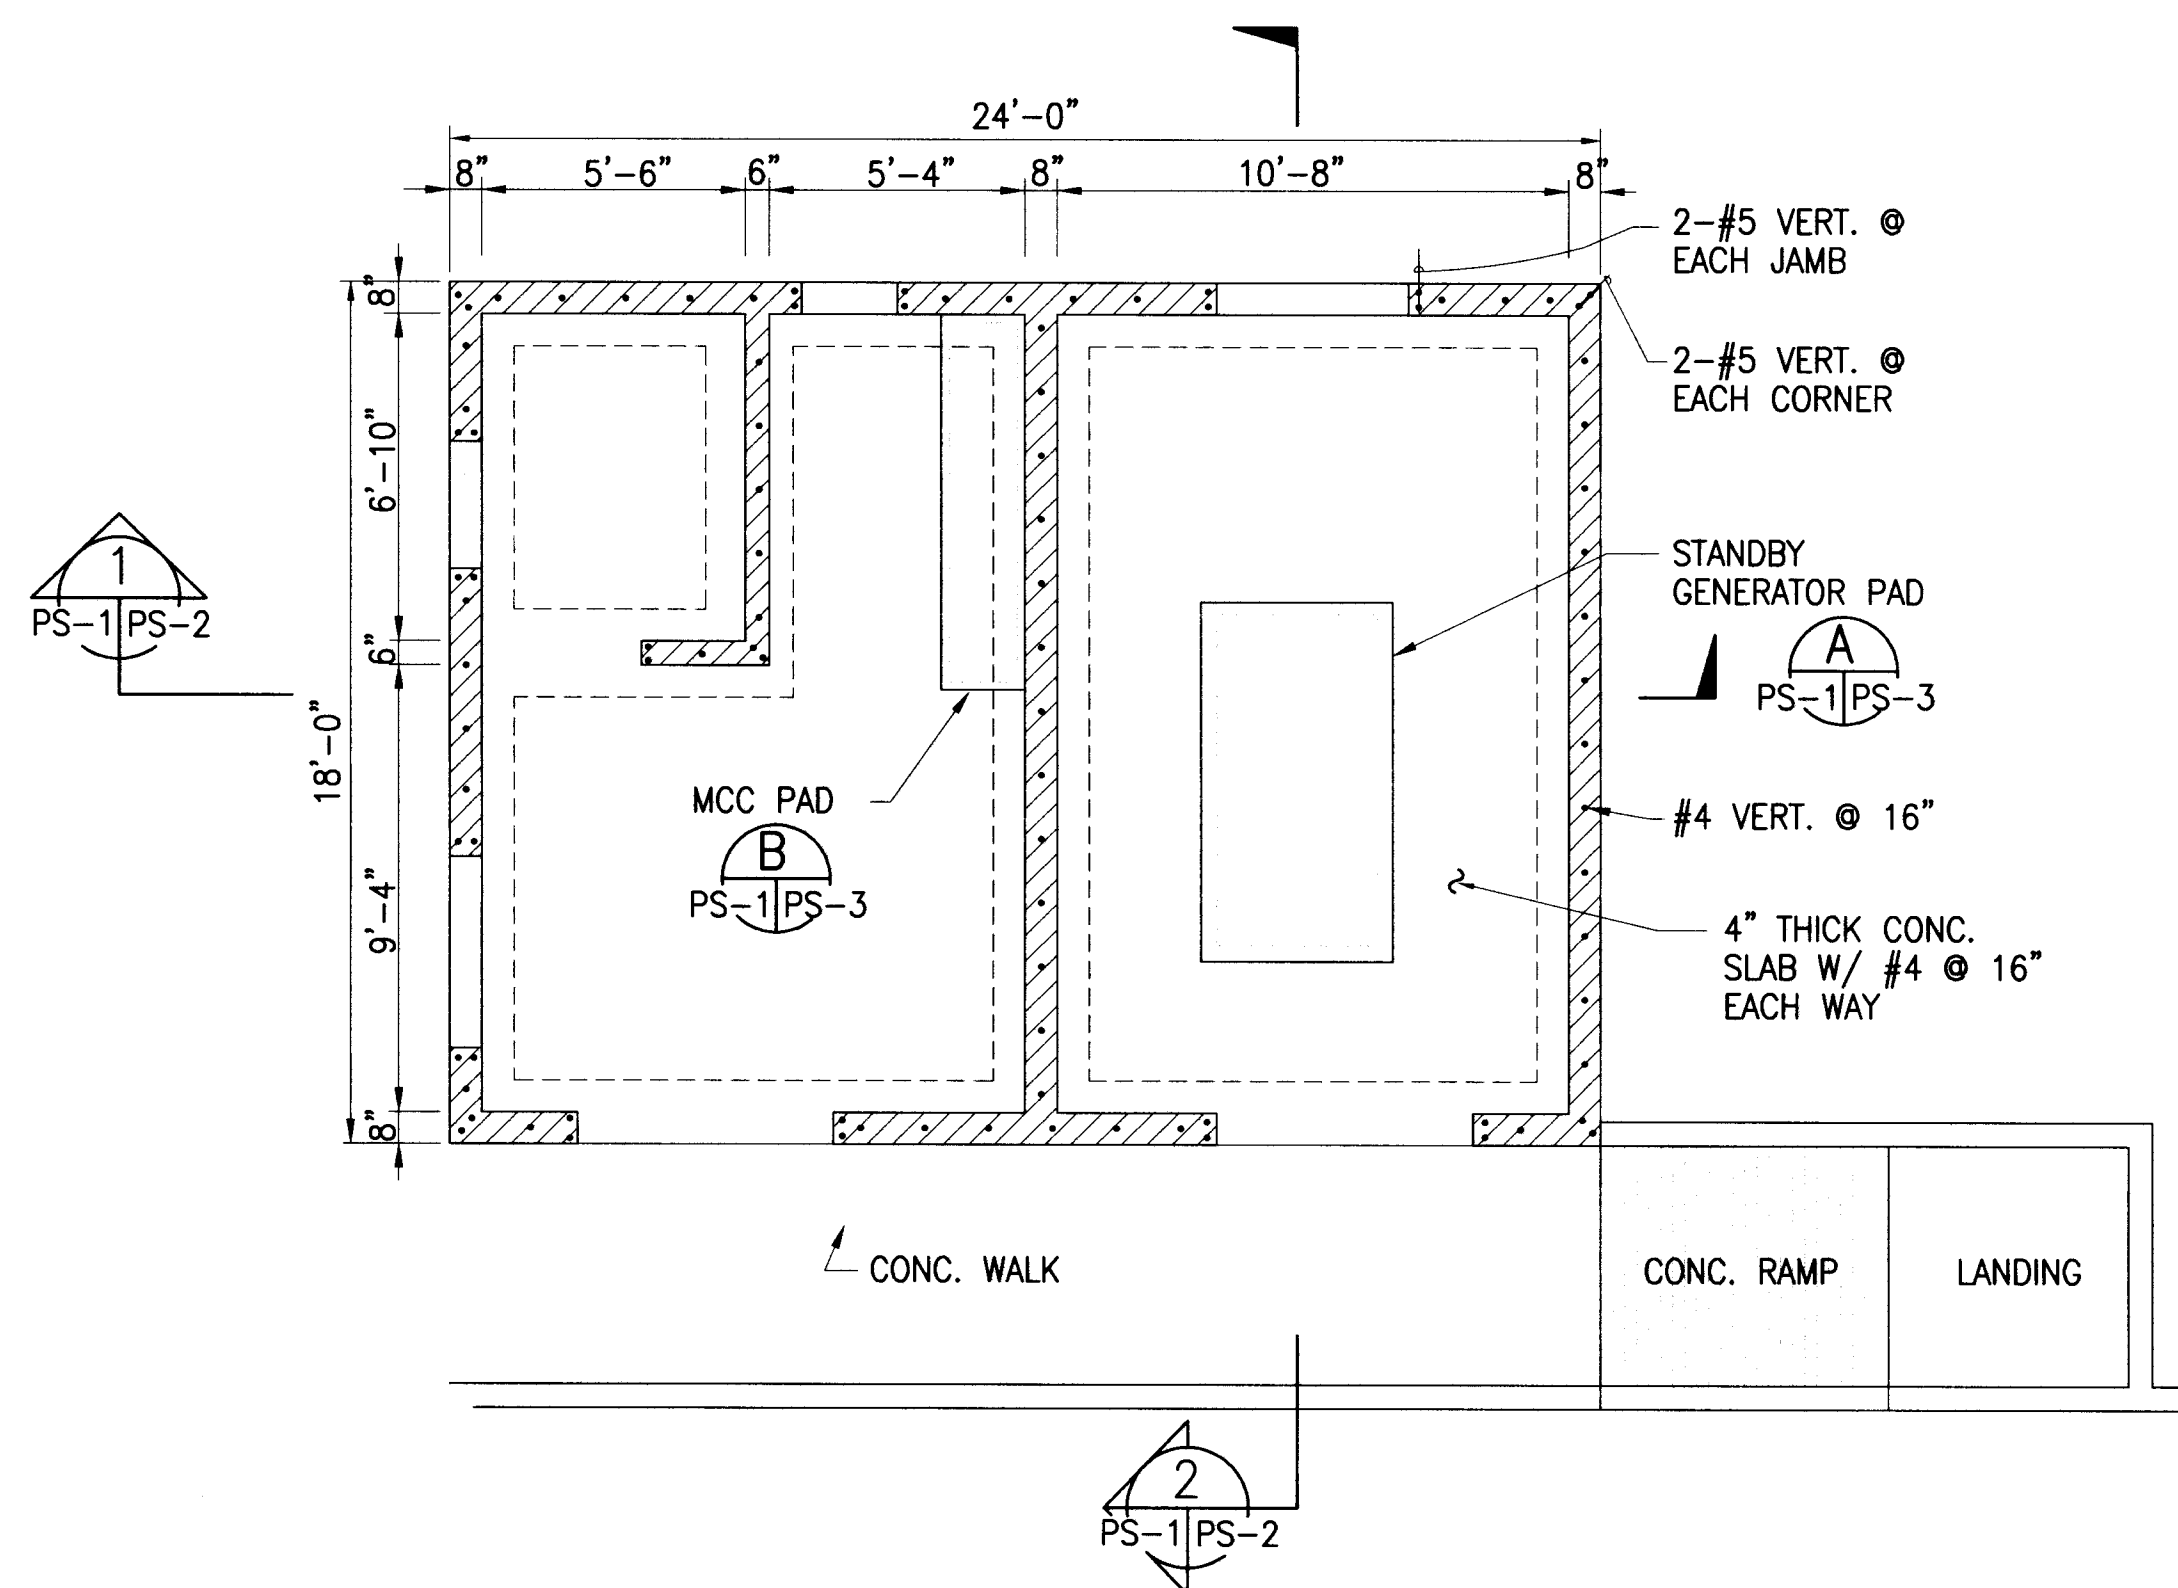 24'-0"
8" 5'-6" 6" 5'-4" 8" 10'-8" 8"
2-#5 VERT. @
EACH JAMB
8"
2-#5 VERT. @
EACH CORNER
6'-10"
1
PS-1 PS-2
STANDBY
GENERATOR PAD
6"
A
PS-1 PS-3
18'-0"
MCC PAD
#4 VERT. @ 16"
B
PS-1 PS-3
9'-4"
4" THICK CONC.
SLAB W/ #4 @ 16"
EACH WAY
8"
CONC. WALK
CONC. RAMP
LANDING
2
PS-1 PS-2